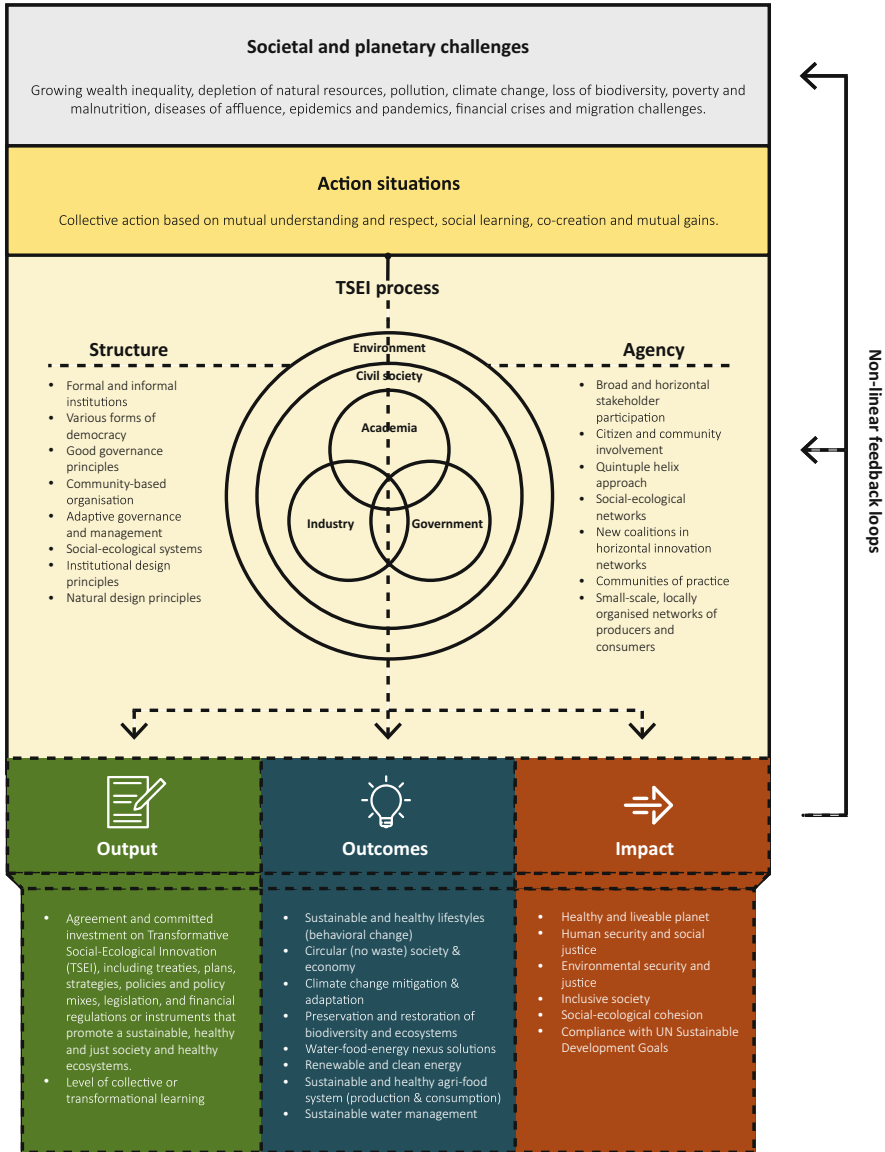 Societal and planetary challenges
Growing wealth inequality, depletion of natural resources, pollution, climate change, loss of biodiversity, poverty and
malnutrition, diseases of affluence, epidemics and pandemics, financial crises and migration challenges.
Action situations
Collective action based on mutual understanding and respect, social learning, co-creation and mutual gains.
TSEI process
Structure
• Formal and informal
institutions
• Various forms of
democracy
• Good governance
principles
• Community-based
organisation
• Adaptive governance
and management
• Social-ecological systems
• Institutional design
principles
• Natural design principles
Environment
Civil society
Academia
Industry
Government
Agency
• Broad and horizontal
stakeholder
participation
• Citizen and community
involvement
• Quintuple helix
approach
• Social-ecological
networks
• New coalitions in
horizontal innovation
networks
• Communities of practice
• Small-scale, locally
organised networks of
producers and
consumers
Non-linear feedback loops
Output
• Agreement and committed
investment on Transformative
Social-Ecological Innovation
(TSEI), including treaties, plans,
strategies, policies and policy
mixes, legislation, and financial
regulations or instruments that
promote a sustainable, healthy
and just society and healthy
ecosystems.
• Level of collective or
transformational learning
Outcomes
• Sustainable and healthy lifestyles
(behavioral change)
• Circular (no waste) society &
economy
• Climate change mitigation &
adaptation
• Preservation and restoration of
biodiversity and ecosystems
• Water-food-energy nexus solutions
• Renewable and clean energy
• Sustainable and healthy agri-food
system (production & consumption)
• Sustainable water management
Impact
• Healthy and liveable planet
• Human security and social
justice
• Environmental security and
justice
• Inclusive society
• Social-ecological cohesion
• Compliance with UN Sustainable
Development Goals